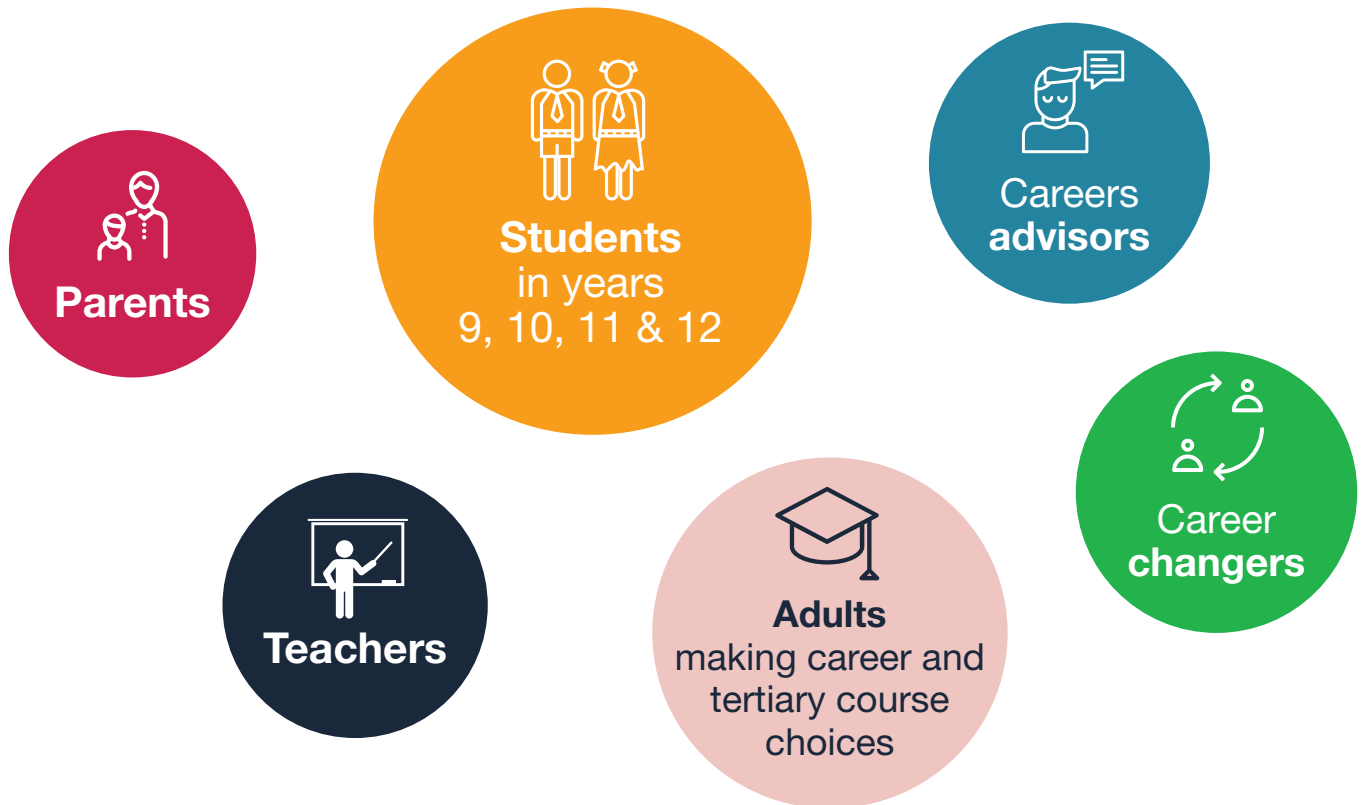 Parents
Students
in years
9, 10, 11 & 12
Careers
advisors
Career
changers
Teachers
Adults
making career and
tertiary course
choices